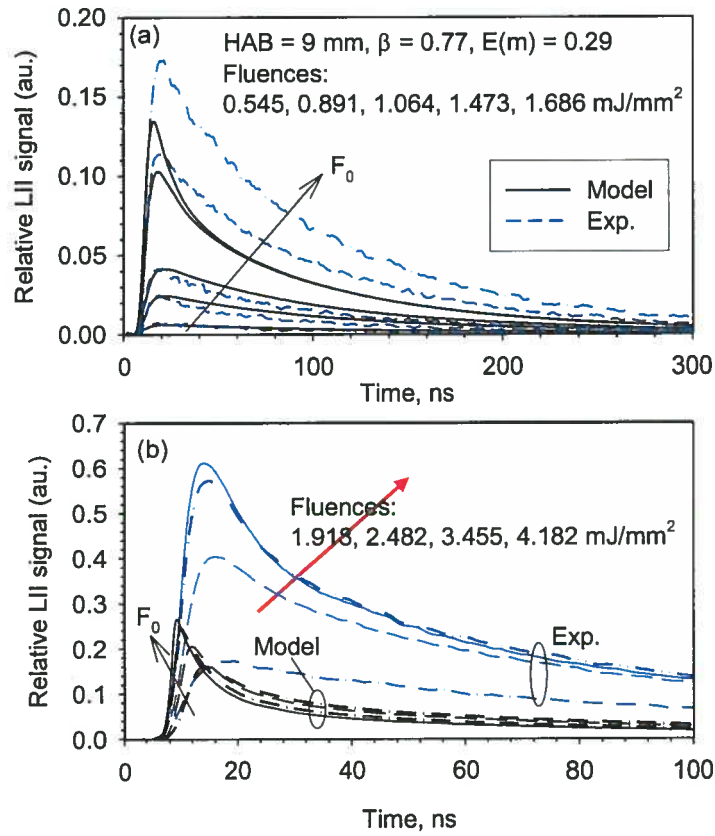 (a)
HAB = 9 mm, β = 0.77, E(m) = 0.29
Fluences:
0.545, 0.891, 1.064, 1.473, 1.686 mJ/mm²
F₀
Model
Exp.
Relative LII signal (au.)
0.20
0.15
0.10
0.05
0.00
0
100
200
300
Time, ns
(b)
Fluences:
1.918, 2.482, 3.455, 4.182 mJ/mm²
F₀
Model
Exp.
Relative LII signal (au.)
0.7
0.6
0.5
0.4
0.3
0.2
0.1
0.0
0
20
40
60
80
100
Time, ns